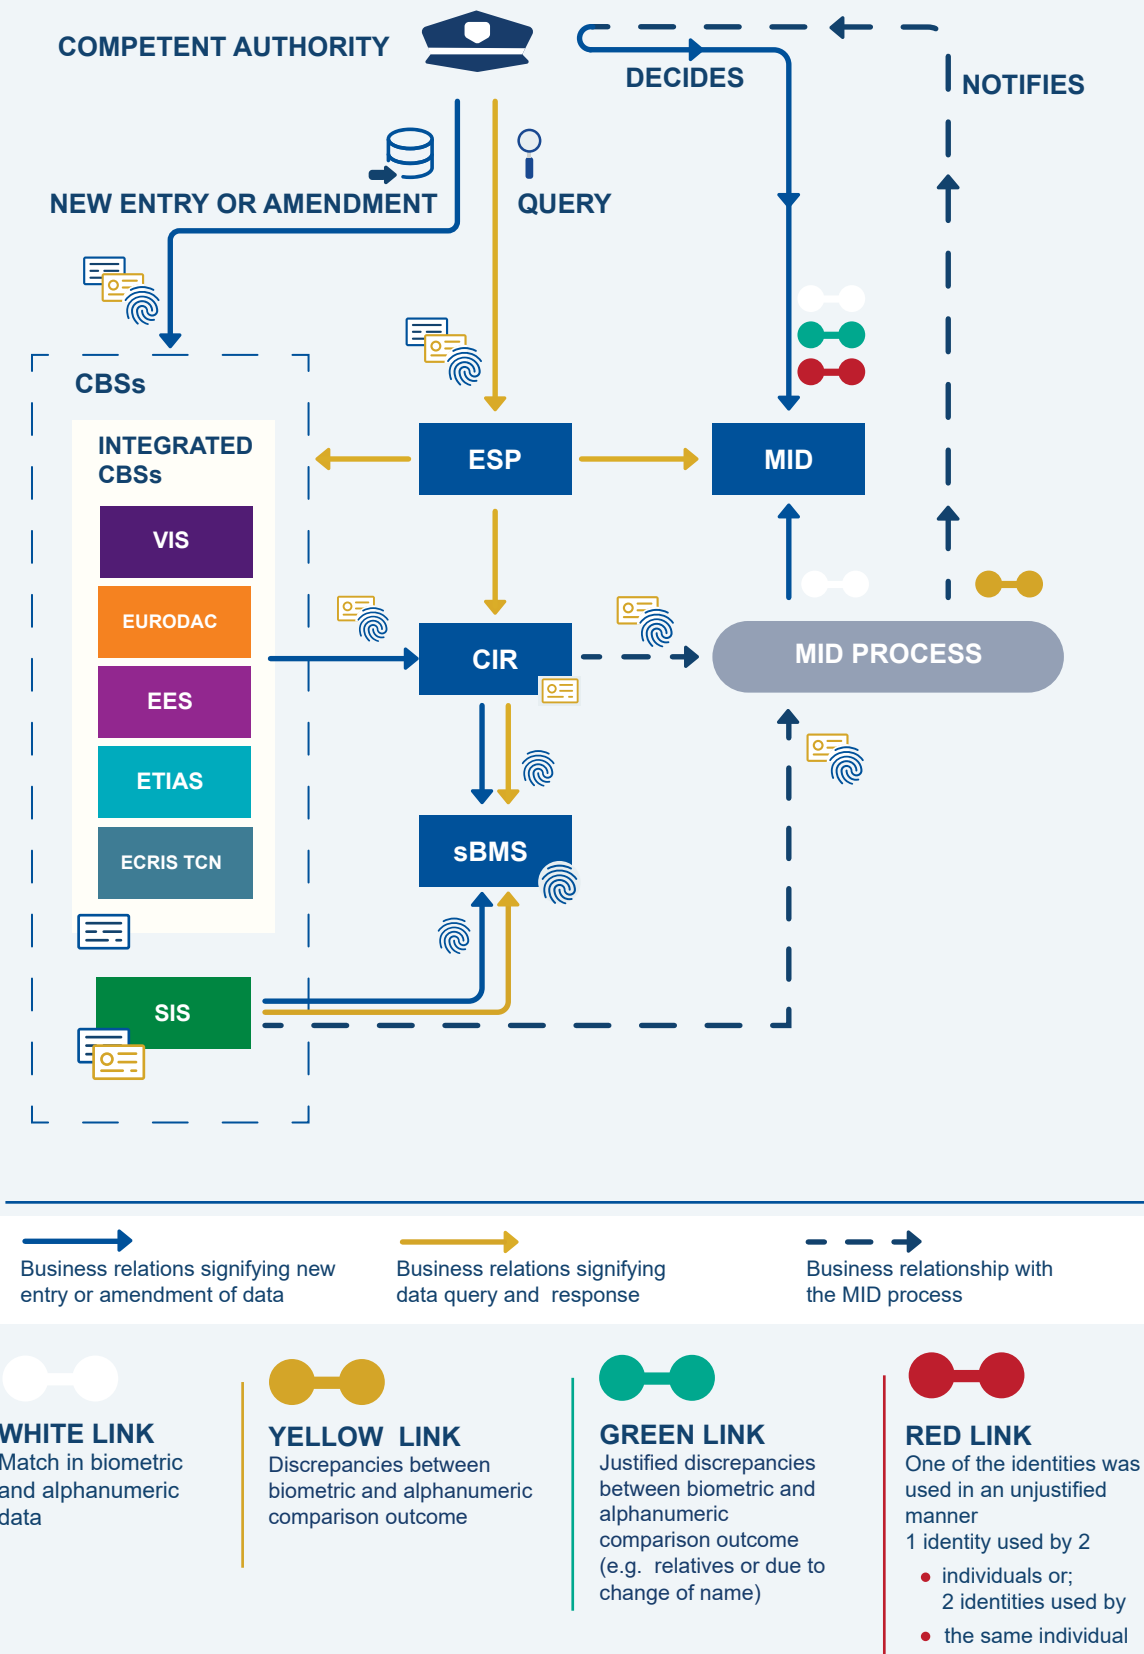 COMPETENT AUTHORITY
DECIDES
NOTIFIES
NEW ENTRY OR AMENDMENT
QUERY
CBSs
INTEGRATED
CBSs
ESP
MID
VIS
EURODAC
EES
ETIAS
ECRIS TCN
CIR
MID PROCESS
sBMS
SIS
Business relations signifying new
entry or amendment of data
Business relations signifying
data query and response
Business relationship with
the MID process
WHITE LINK
Match in biometric
and alphanumeric
data
YELLOW LINK
Discrepancies between
biometric and alphanumeric
comparison outcome
GREEN LINK
Justified discrepancies
between biometric and
alphanumeric
comparison outcome
(e.g. relatives or due to
change of name)
RED LINK
One of the identities was
used in an unjustified
manner
1 identity used by 2
• individuals or;
2 identities used by
• the same individual